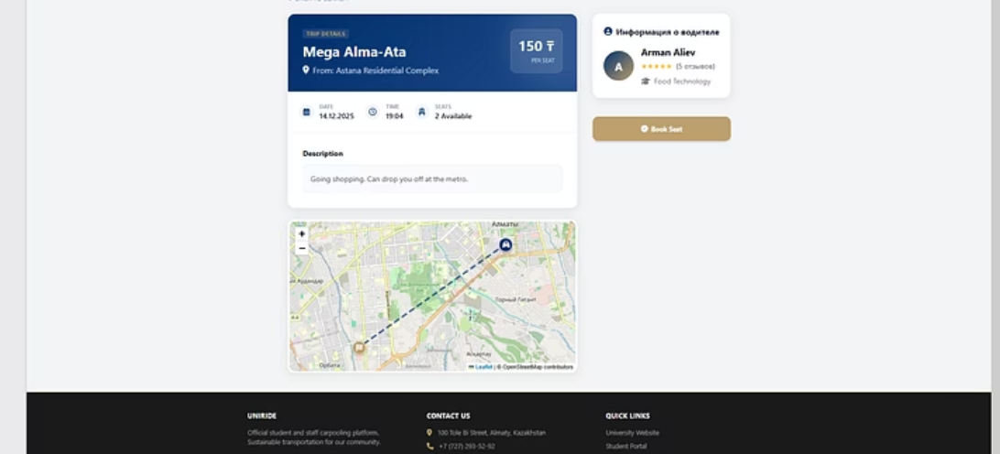 TRIP DETAILS
Mega Alma-Ata
From: Astana Residential Complex
150 ₸
PER SEAT
DATE
14.12.2025
TIME
19:04
SEATS
2 Available
Description
Going shopping. Can drop you off at the metro.
Информация о водителе
A
Arman Aliev
★★★★★ (5 отзывов)
Food Technology
Book Seat
+
−
Алматы
Горный Гигант
Орбита
Leaflet | © OpenStreetMap contributors
UNIRIDE
Official student and staff carpooling platform.
Sustainable transportation for our community.
CONTACT US
100 Tole Bi Street, Almaty, Kazakhstan
+7 (727) 293-52-92
QUICK LINKS
University Website
Student Portal